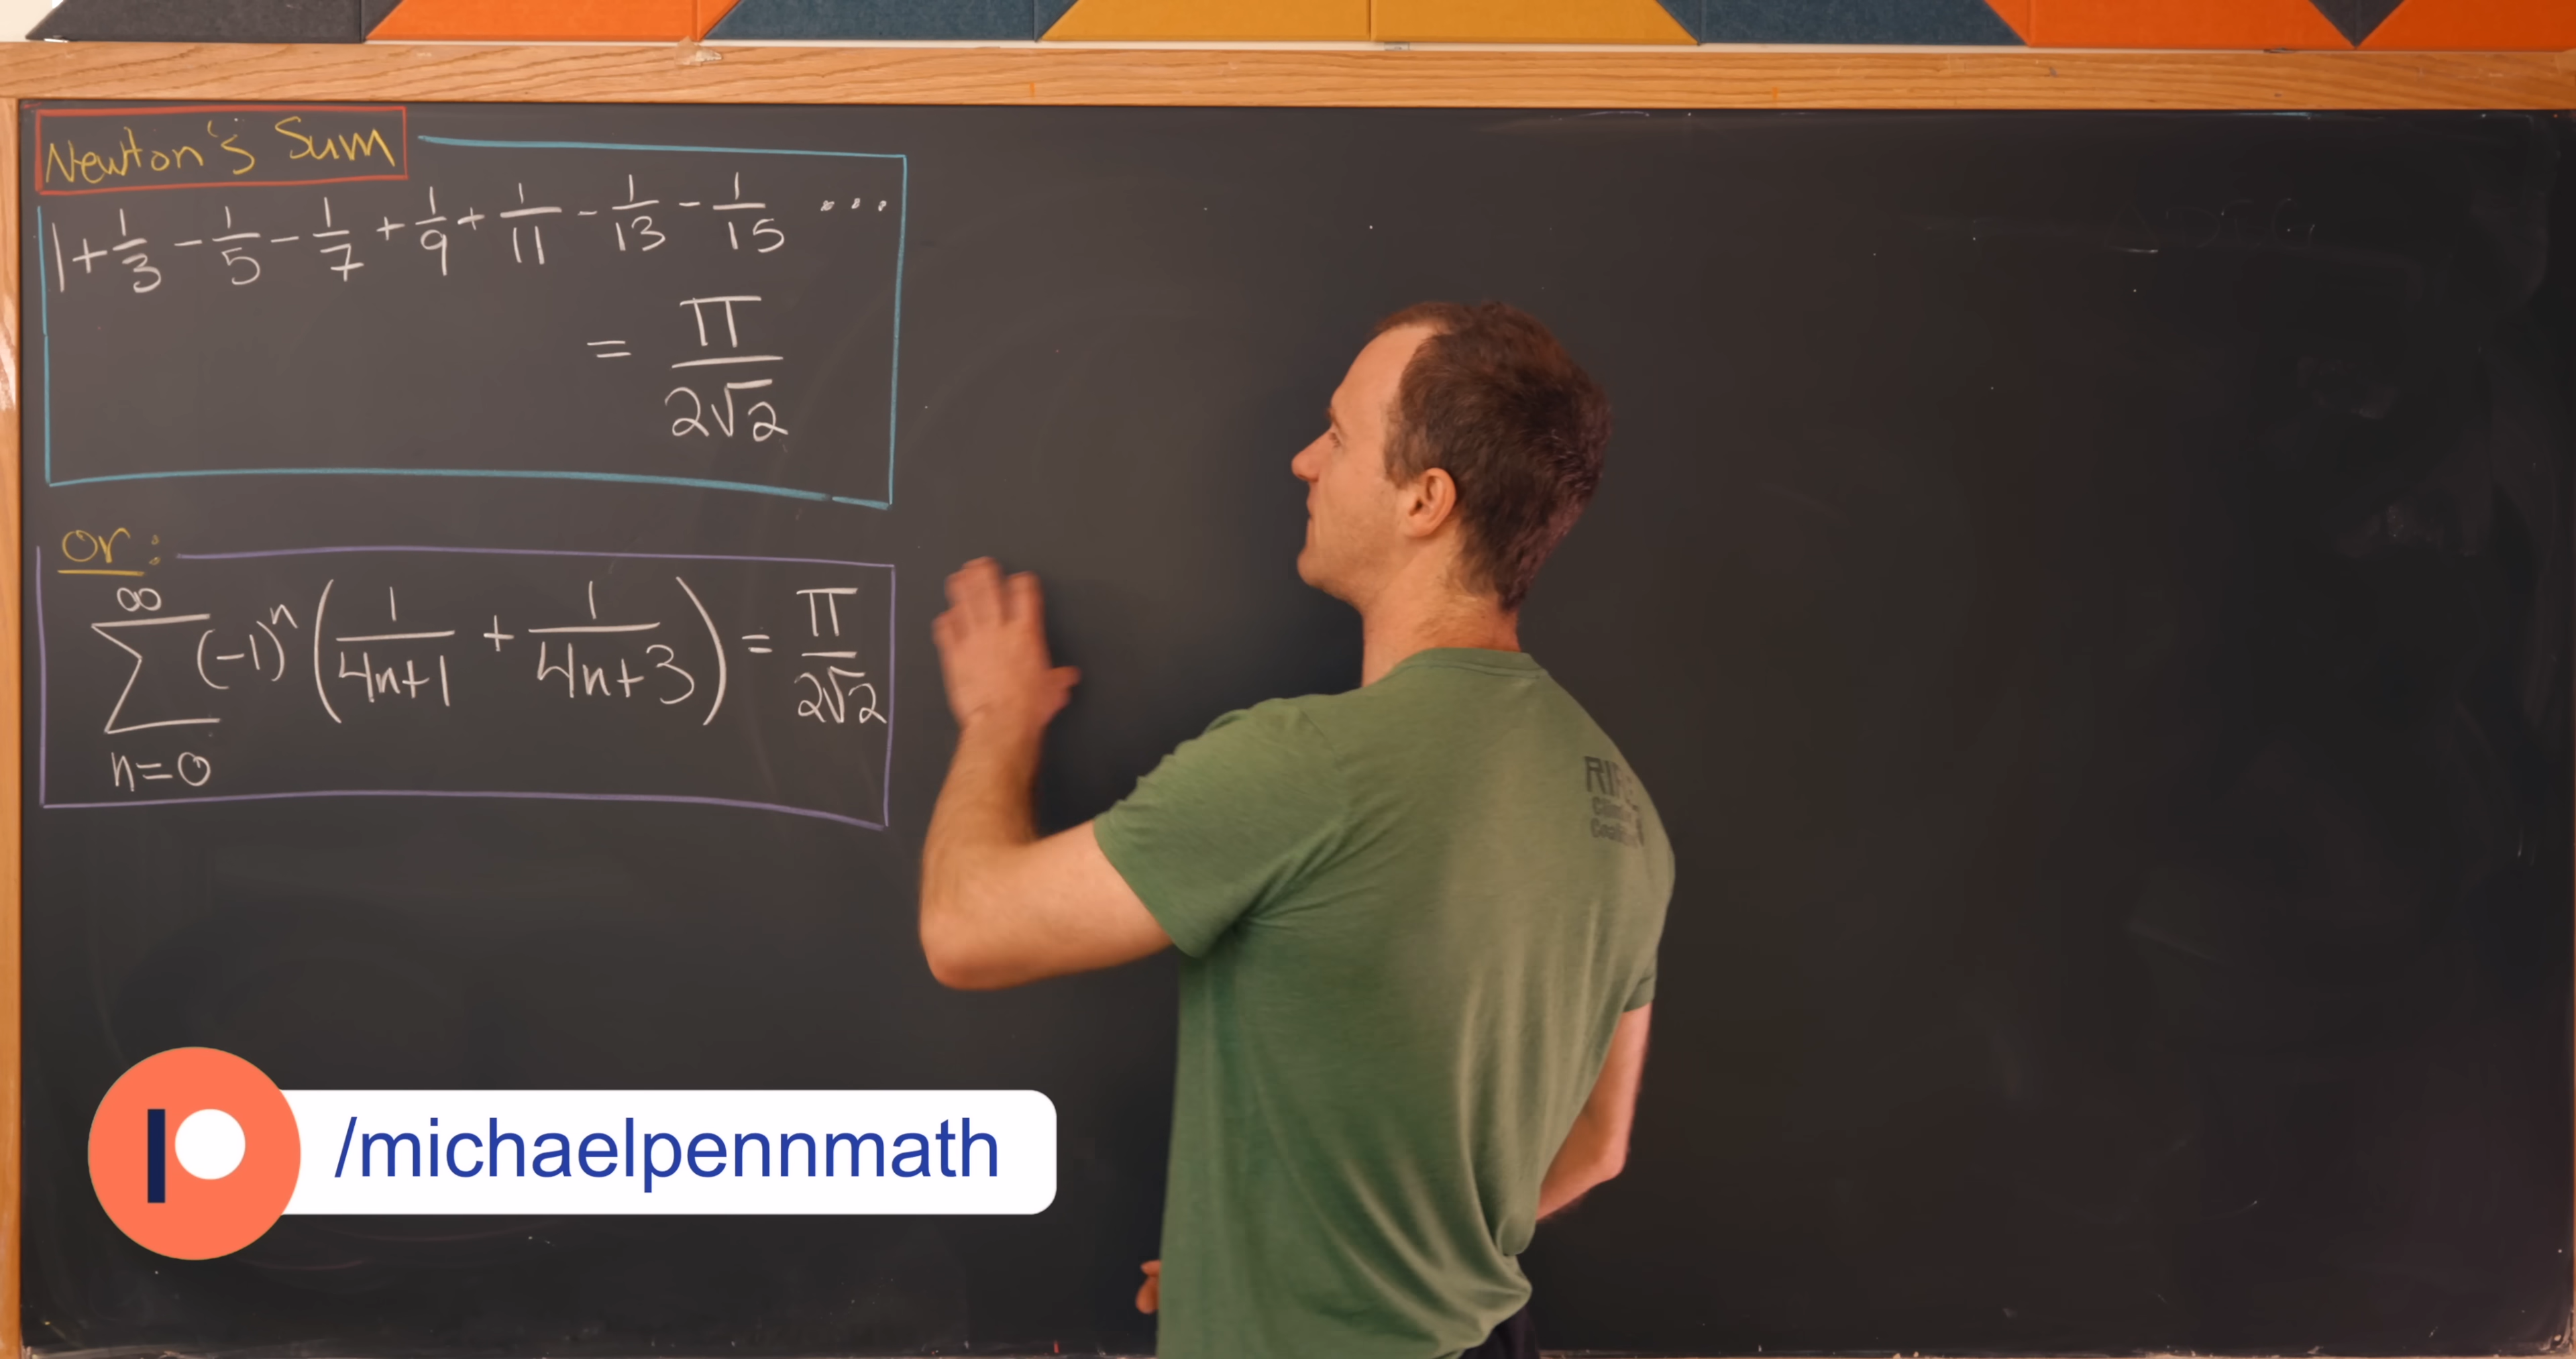 Newton's Sum
1 + 1/3 - 1/5 - 1/7 + 1/9 + 1/11 - 1/13 - 1/15 ...
= π/(2√2)
or:
∑_{n=0}^{∞} (-1)^n (1/(4n+1) + 1/(4n+3)) = π/(2√2)
/michaelpennmath